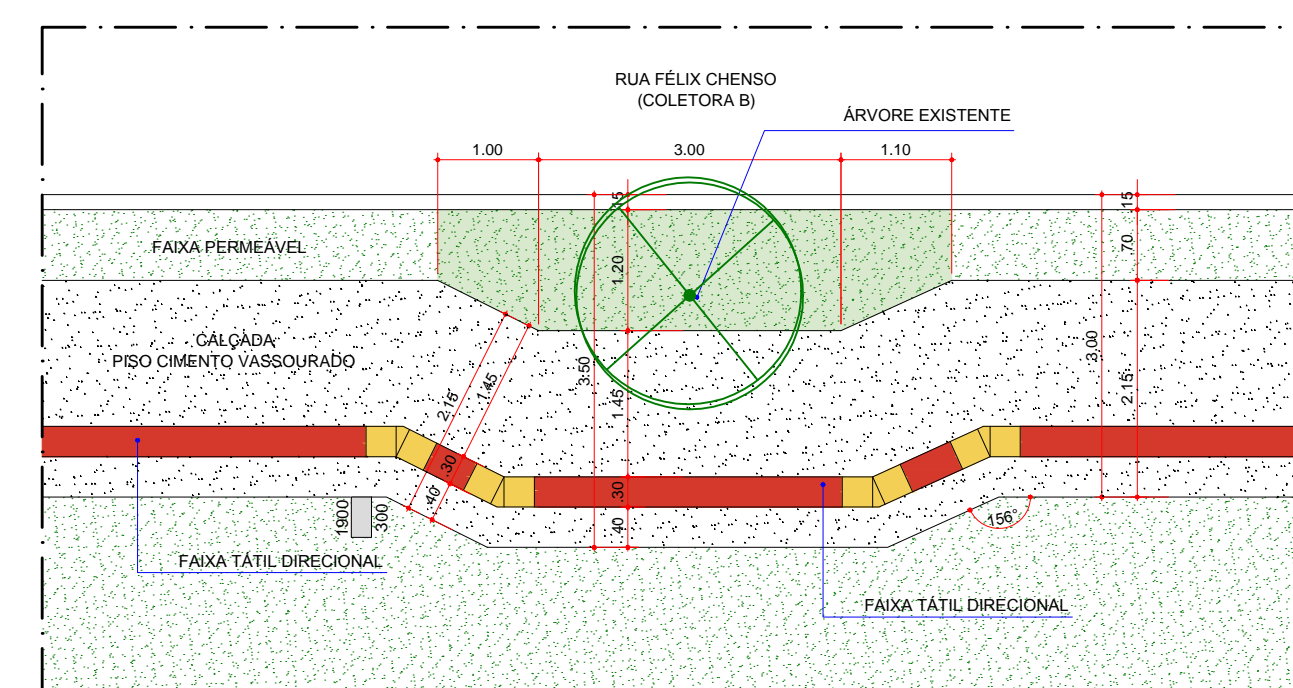 RUA FÉLIX CHENSO
(COLETORA B)
ÁRVORE EXISTENTE
1.00
3.00
1.10
.15
.15
FAIXA PERMEÁVEL
.70
1.20
CALÇADA
PISO CIMENTO VASSOURADO
3.50
3.00
2.15
1.45
1.45
2.15
.30
.30
.40
.40
1900
300
156°
FAIXA TÁTIL DIRECIONAL
FAIXA TÁTIL DIRECIONAL